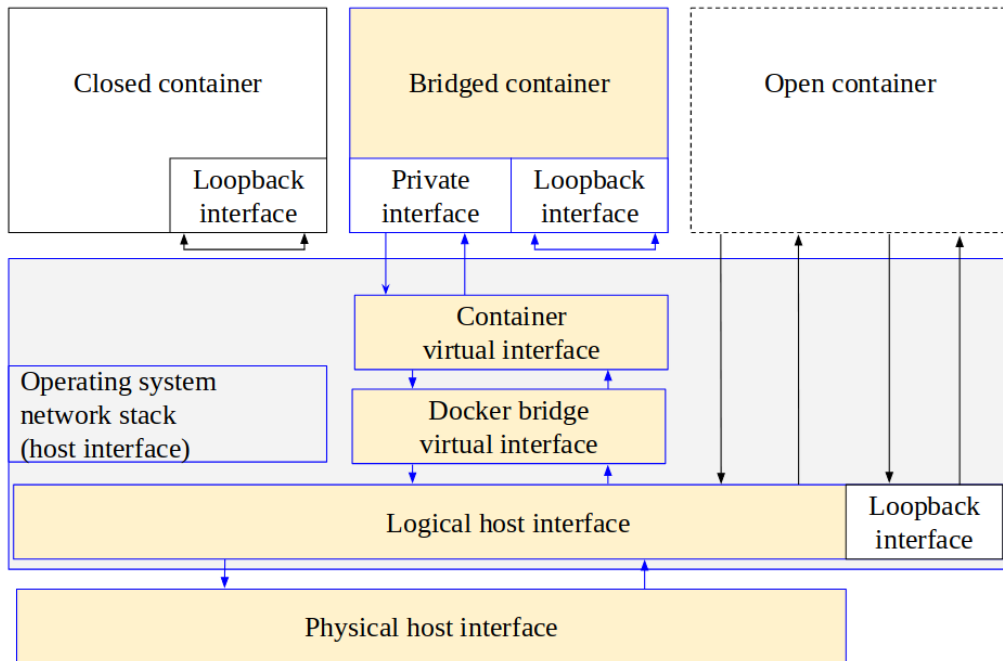 Closed container
Bridged container
Open container
Loopback
interface
Private
interface
Loopback
interface
Container
virtual interface
Operating system
network stack
(host interface)
Docker bridge
virtual interface
Logical host interface
Loopback
interface
Physical host interface